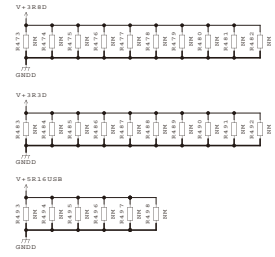 V+3R8D
R473 NM R474 NM R475 NM R476 NM R477 NM R478 NM R479 NM R480 NM R481 NM R482 NM
GNDD
V+3R3D
R483 NM R484 NM R485 NM R486 NM R487 NM R488 NM R489 NM R490 NM R491 NM R492 NM
GNDD
V+5R16USB
R493 NM R494 NM R495 NM R496 NM R497 NM R498 NM
GNDD